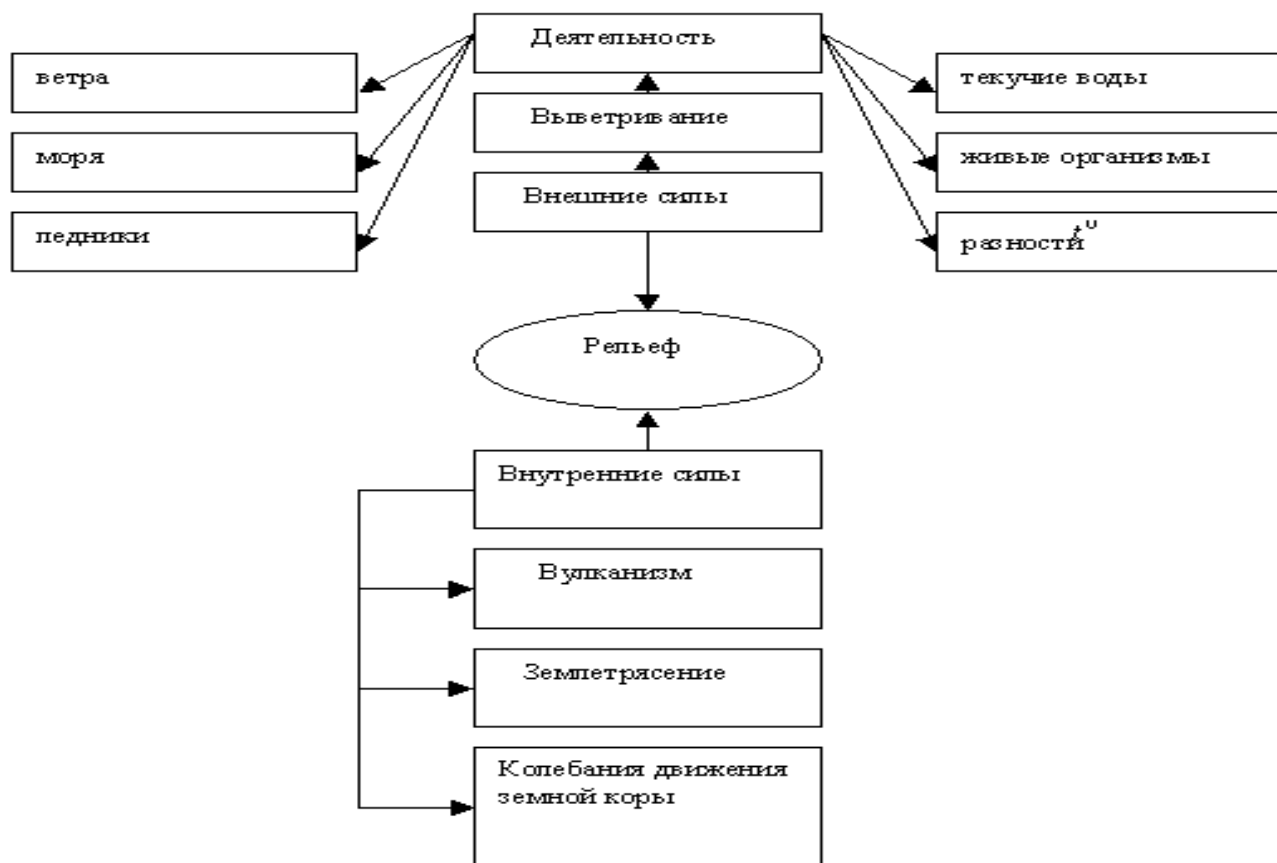 Деятельность
ветра
текучие воды
Выветривание
моря
живые организмы
Внешние силы
ледники
разности t⁰
Рельеф
Внутренние силы
Вулканизм
Землетрясение
Колебания движения
земной коры